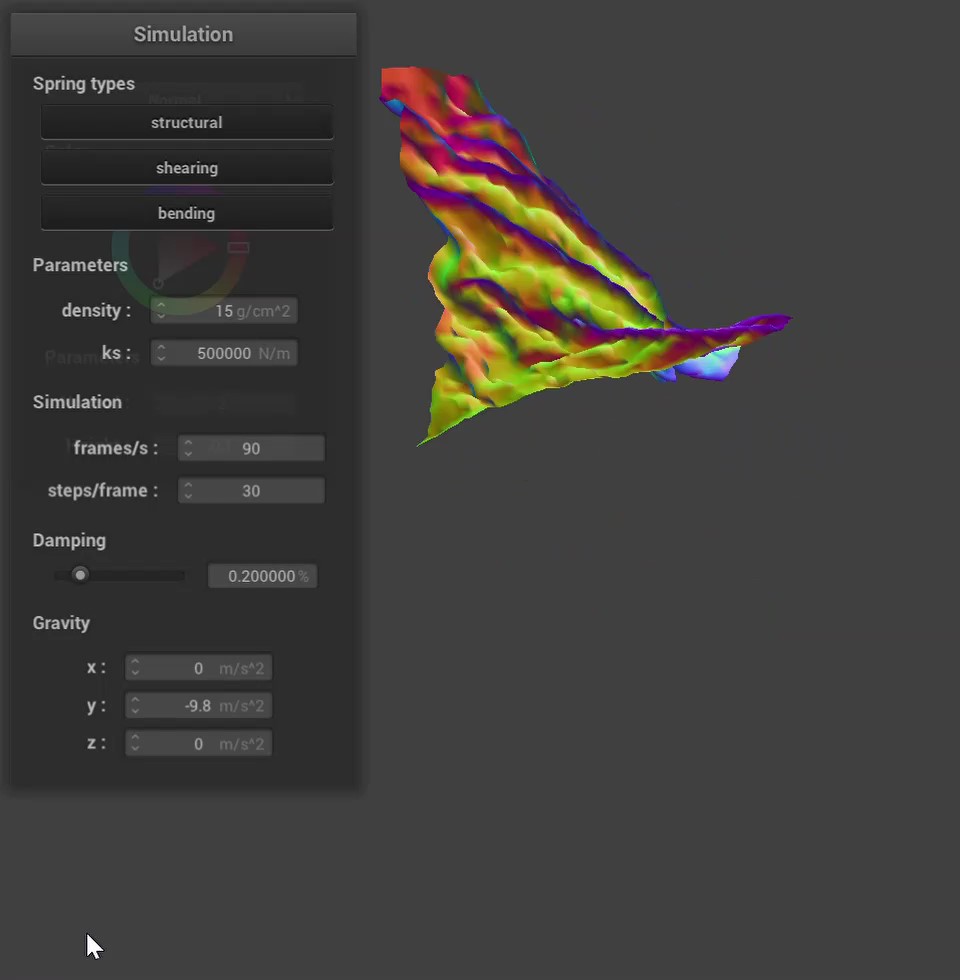 Simulation
Spring types
Normal
structural
shearing
bending
Parameters
density : 15 g/cm^2
ks : 500000 N/m
Simulation
frames/s : 90
steps/frame : 30
Damping
0.200000 %
Gravity
x : 0 m/s^2
y : -9.8 m/s^2
z : 0 m/s^2